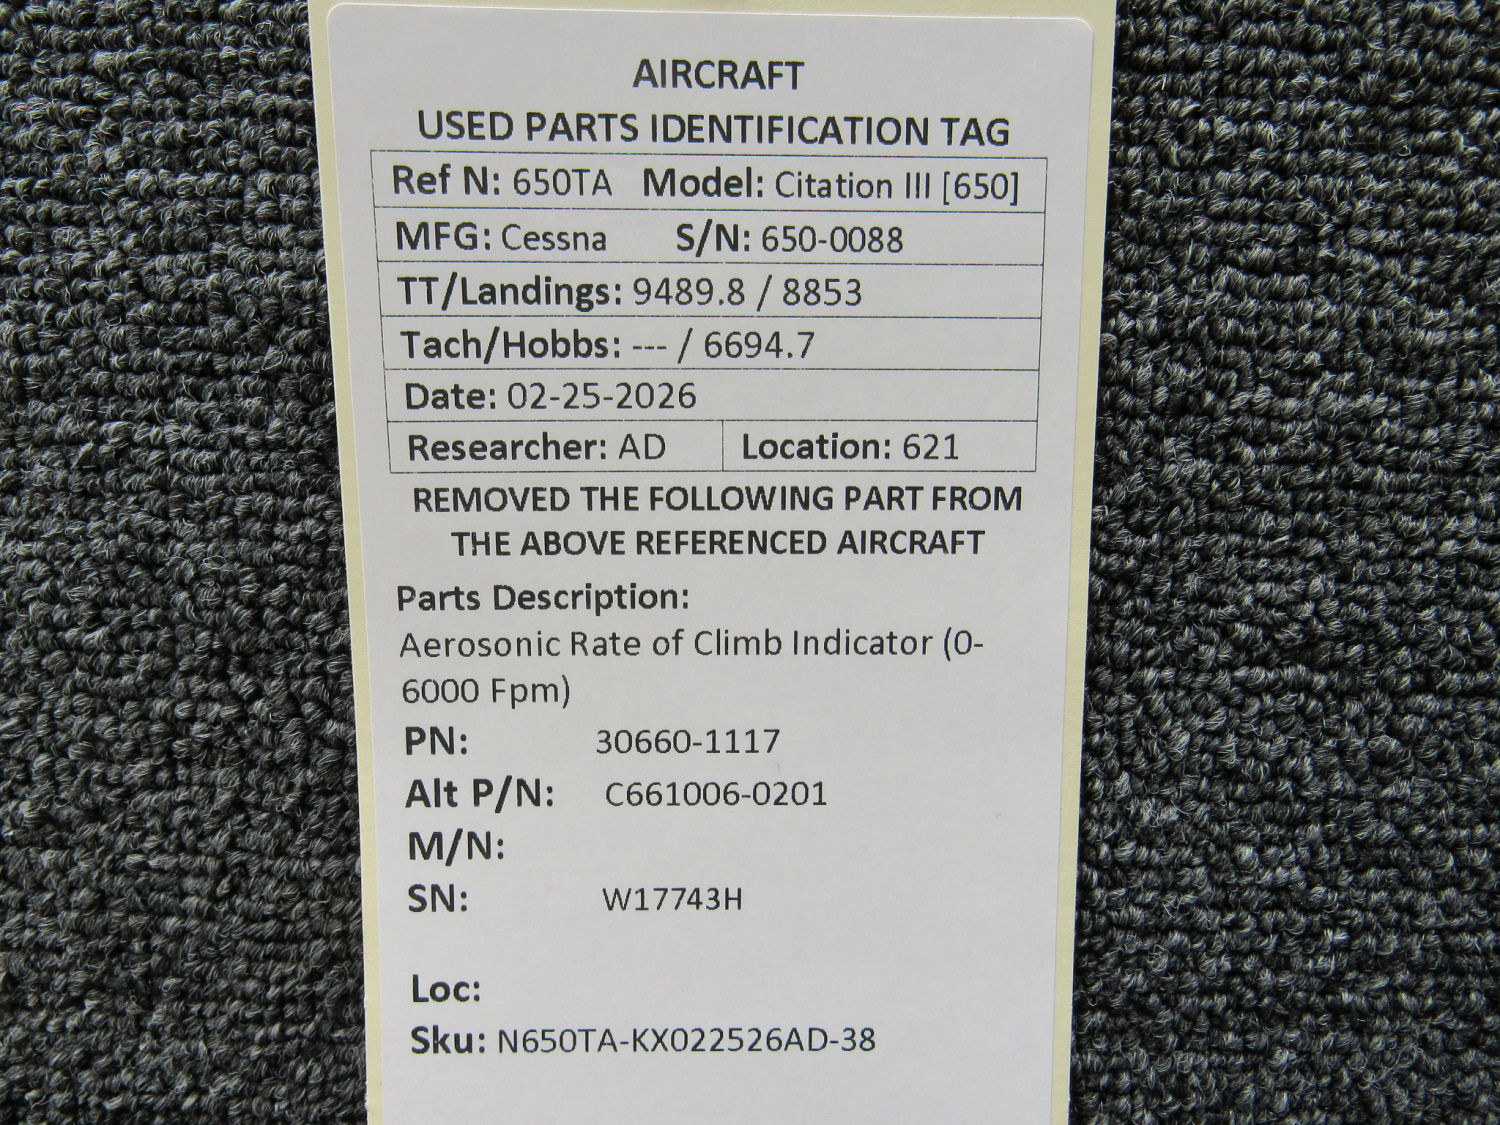 AIRCRAFT
USED PARTS IDENTIFICATION TAG
Ref N: 650TA Model: Citation III [650]
MFG: Cessna S/N: 650-0088
TT/Landings: 9489.8 / 8853
Tach/Hobbs: --- / 6694.7
Date: 02-25-2026
Researcher: AD Location: 621
REMOVED THE FOLLOWING PART FROM
THE ABOVE REFERENCED AIRCRAFT
Parts Description:
Aerosonic Rate of Climb Indicator (0-
6000 Fpm)
PN: 30660-1117
Alt P/N: C661006-0201
M/N:
SN: W17743H
Loc:
Sku: N650TA-KX022526AD-38